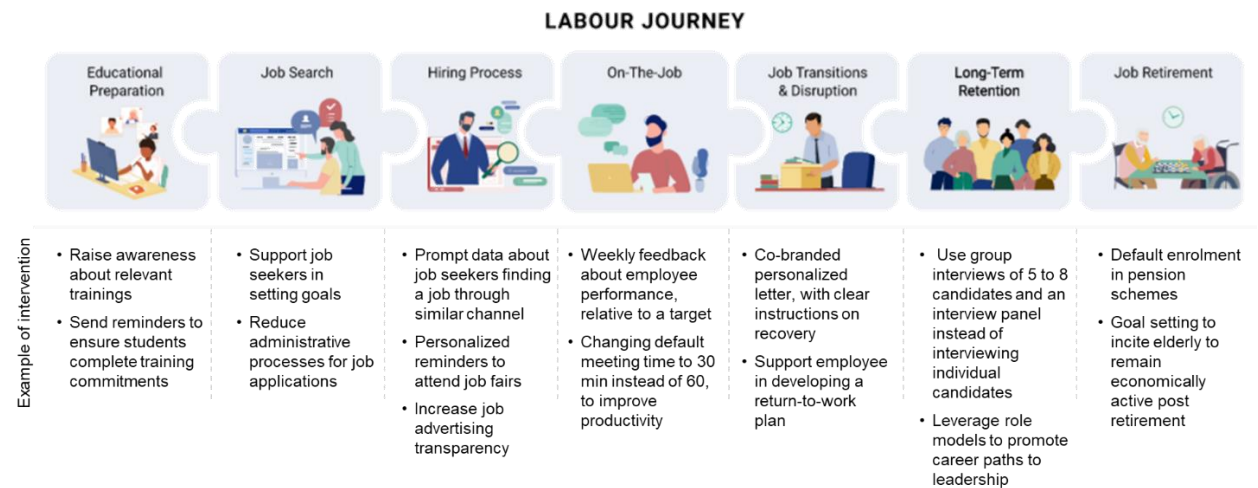 LABOUR JOURNEY
Educational
Preparation
Job Search
Hiring Process
On-The-Job
Job Transitions
& Disruption
Long-Term
Retention
Job Retirement
Example of intervention
• Raise awareness
about relevant
trainings
• Send reminders to
ensure students
complete training
commitments
• Support job
seekers in
setting goals
• Reduce
administrative
processes for job
applications
• Prompt data about
job seekers finding
a job through
similar channel
• Personalized
reminders to
attend job fairs
• Increase job
advertising
transparency
• Weekly feedback
about employee
performance,
relative to a target
• Changing default
meeting time to 30
min instead of 60,
to improve
productivity
• Co-branded
personalized
letter, with clear
instructions on
recovery
• Support employee
in developing a
return-to-work
plan
• Use group
interviews of 5 to 8
candidates and an
interview panel
instead of
interviewing
individual
candidates
• Leverage role
models to promote
career paths to
leadership
• Default enrolment
in pension
schemes
• Goal setting to
incite elderly to
remain
economically
active post
retirement